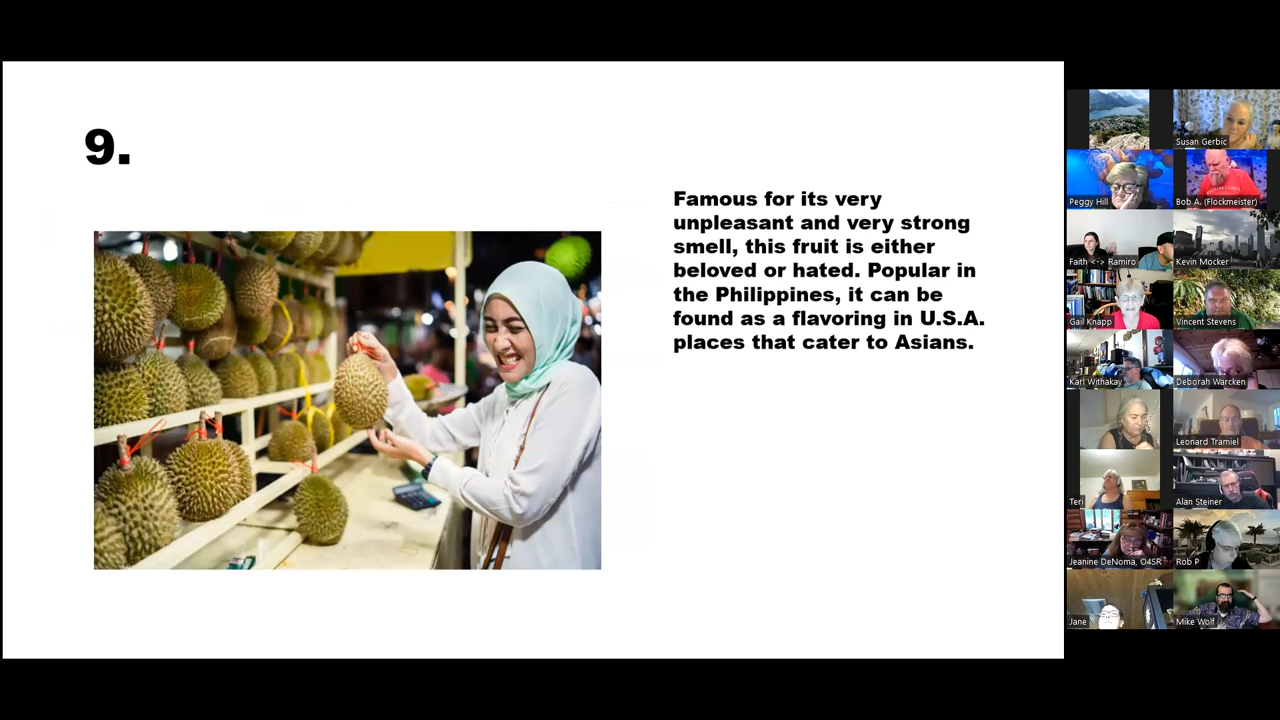 9.
Famous for its very
unpleasant and very strong
smell, this fruit is either
beloved or hated. Popular in
the Philippines, it can be
found as a flavoring in U.S.A.
places that cater to Asians.
Susan Gerbic
Peggy Hill
Bob A. (Flockmeister)
Faith <-> Ramiro
Kevin Mocker
Gail Knapp
Vincent Stevens
Karl Withakay
Deborah Warcken
Leonard Tramiel
Teri
Alan Steiner
Jeanine DeNoma, O4SR
Rob P
Jane
Mike Wolf